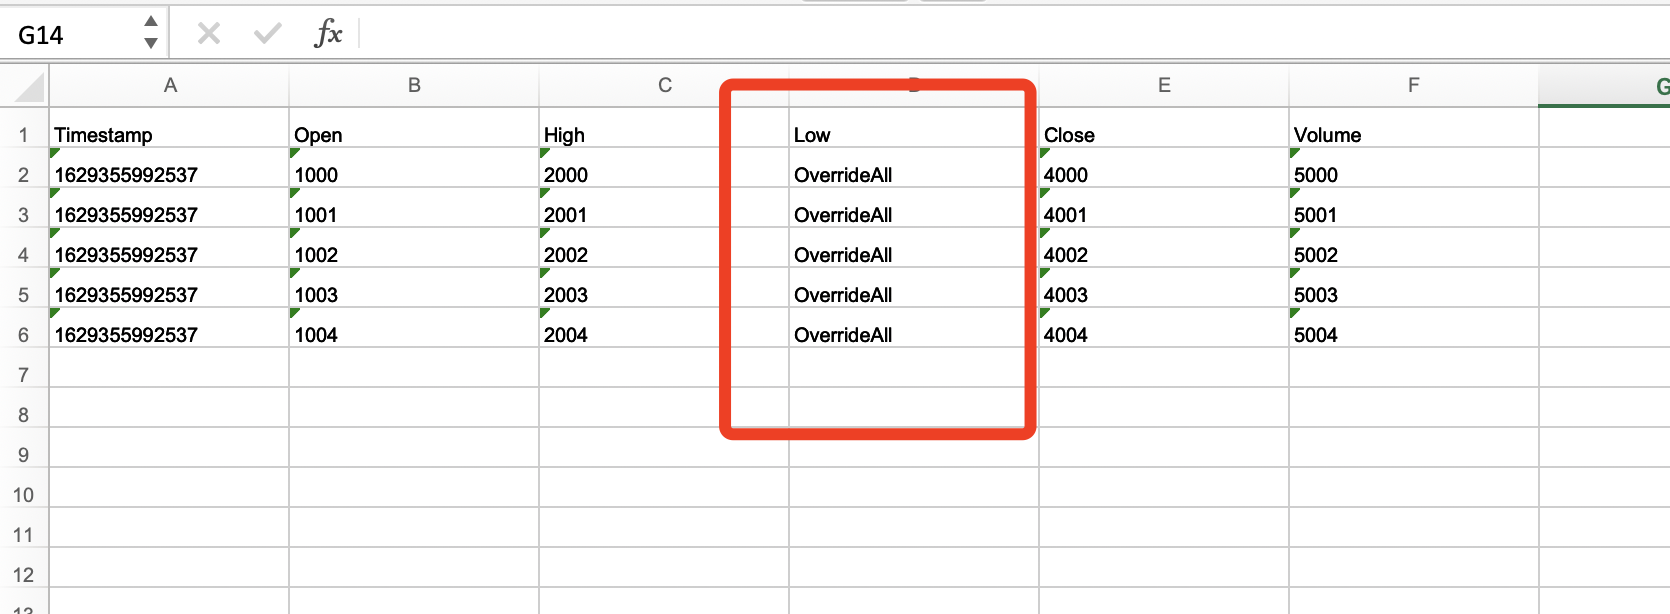 G14 fx
A B C D E F G
1 Timestamp Open High Low Close Volume
2 1629355992537 1000 2000 OverrideAll 4000 5000
3 1629355992537 1001 2001 OverrideAll 4001 5001
4 1629355992537 1002 2002 OverrideAll 4002 5002
5 1629355992537 1003 2003 OverrideAll 4003 5003
6 1629355992537 1004 2004 OverrideAll 4004 5004
7
8
9
10
11
12
13